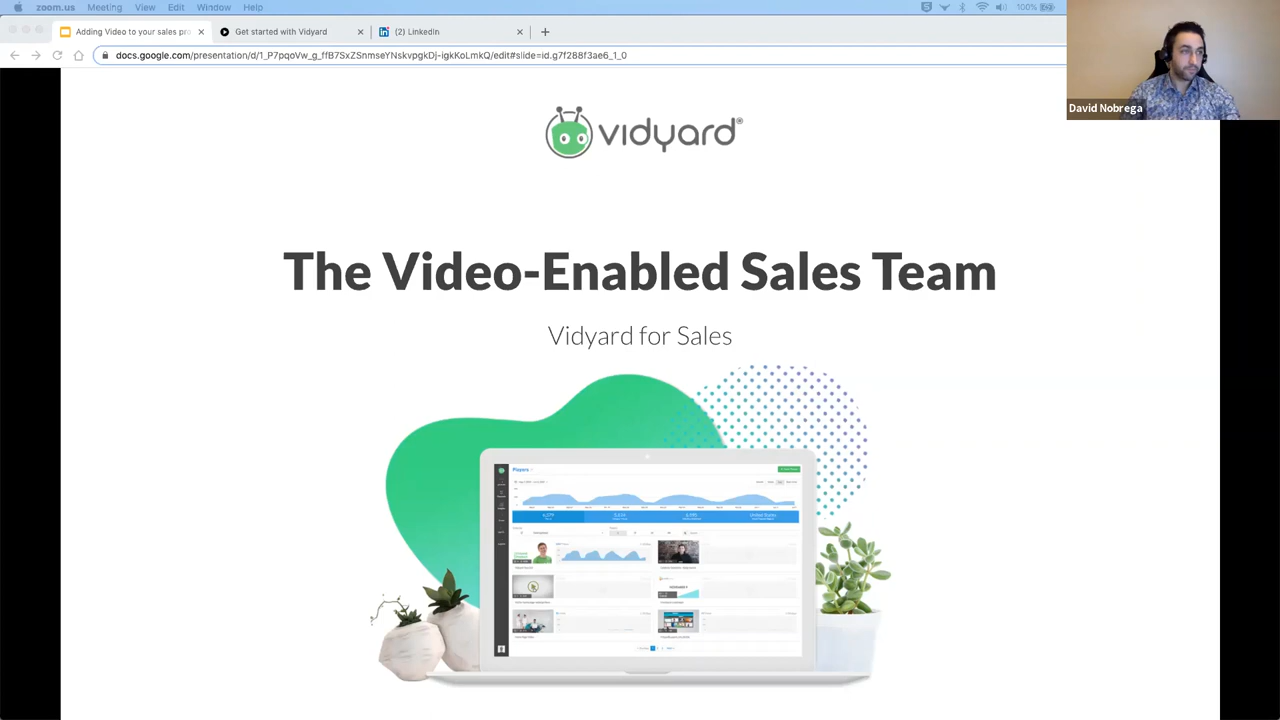 zoom.us Meeting View Edit Window Help 100%
Adding Video to your sales pro Get started with Vidyard (2) LinkedIn
docs.google.com/presentation/d/1_P7pqoVw_g_ffB7SxZSnmseYNskvpgkDj-igkKoLmkQ/edit#slide=id.g7f288f3ae6_1_0
David Nobrega
vidyard®
The Video-Enabled Sales Team
Vidyard for Sales
Players